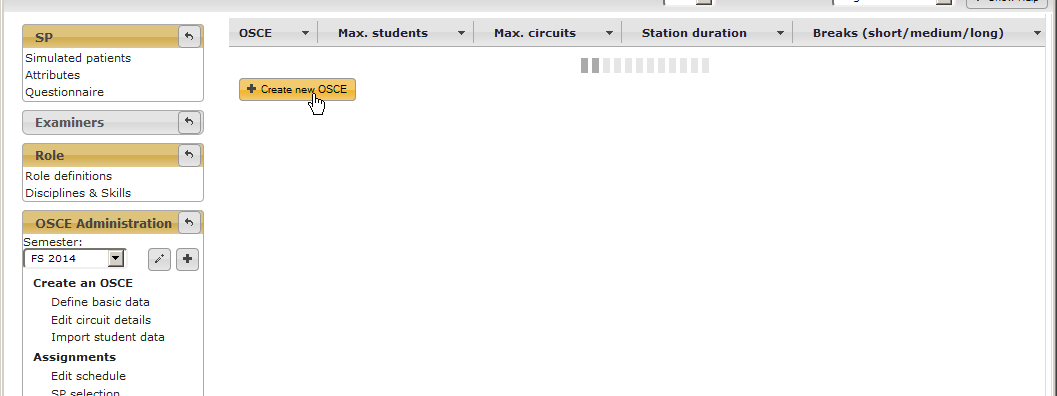 SP
Simulated patients
Attributes
Questionnaire
Examiners
Role
Role definitions
Disciplines & Skills
OSCE Administration
Semester:
FS 2014
Create an OSCE
Define basic data
Edit circuit details
Import student data
Assignments
Edit schedule
SP selection
OSCE Max. students Max. circuits Station duration Breaks (short/medium/long)
Create new OSCE